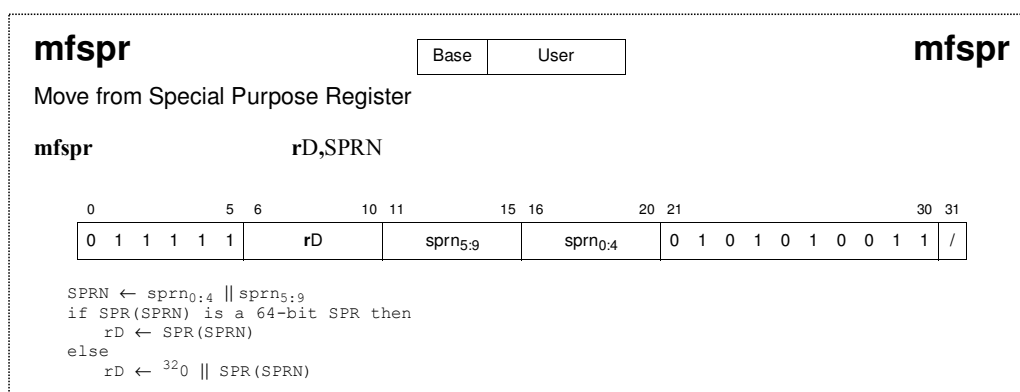 mfspr Base User mfspr
Move from Special Purpose Register
mfspr rD,SPRN
0 5 6 10 11 15 16 20 21 30 31
0 1 1 1 1 1 rD sprn5:9 sprn0:4 0 1 0 1 0 1 0 0 1 1 /
SPRN ← sprn0:4 || sprn5:9
if SPR(SPRN) is a 64-bit SPR then
rD ← SPR(SPRN)
else
rD ← 320 || SPR(SPRN)